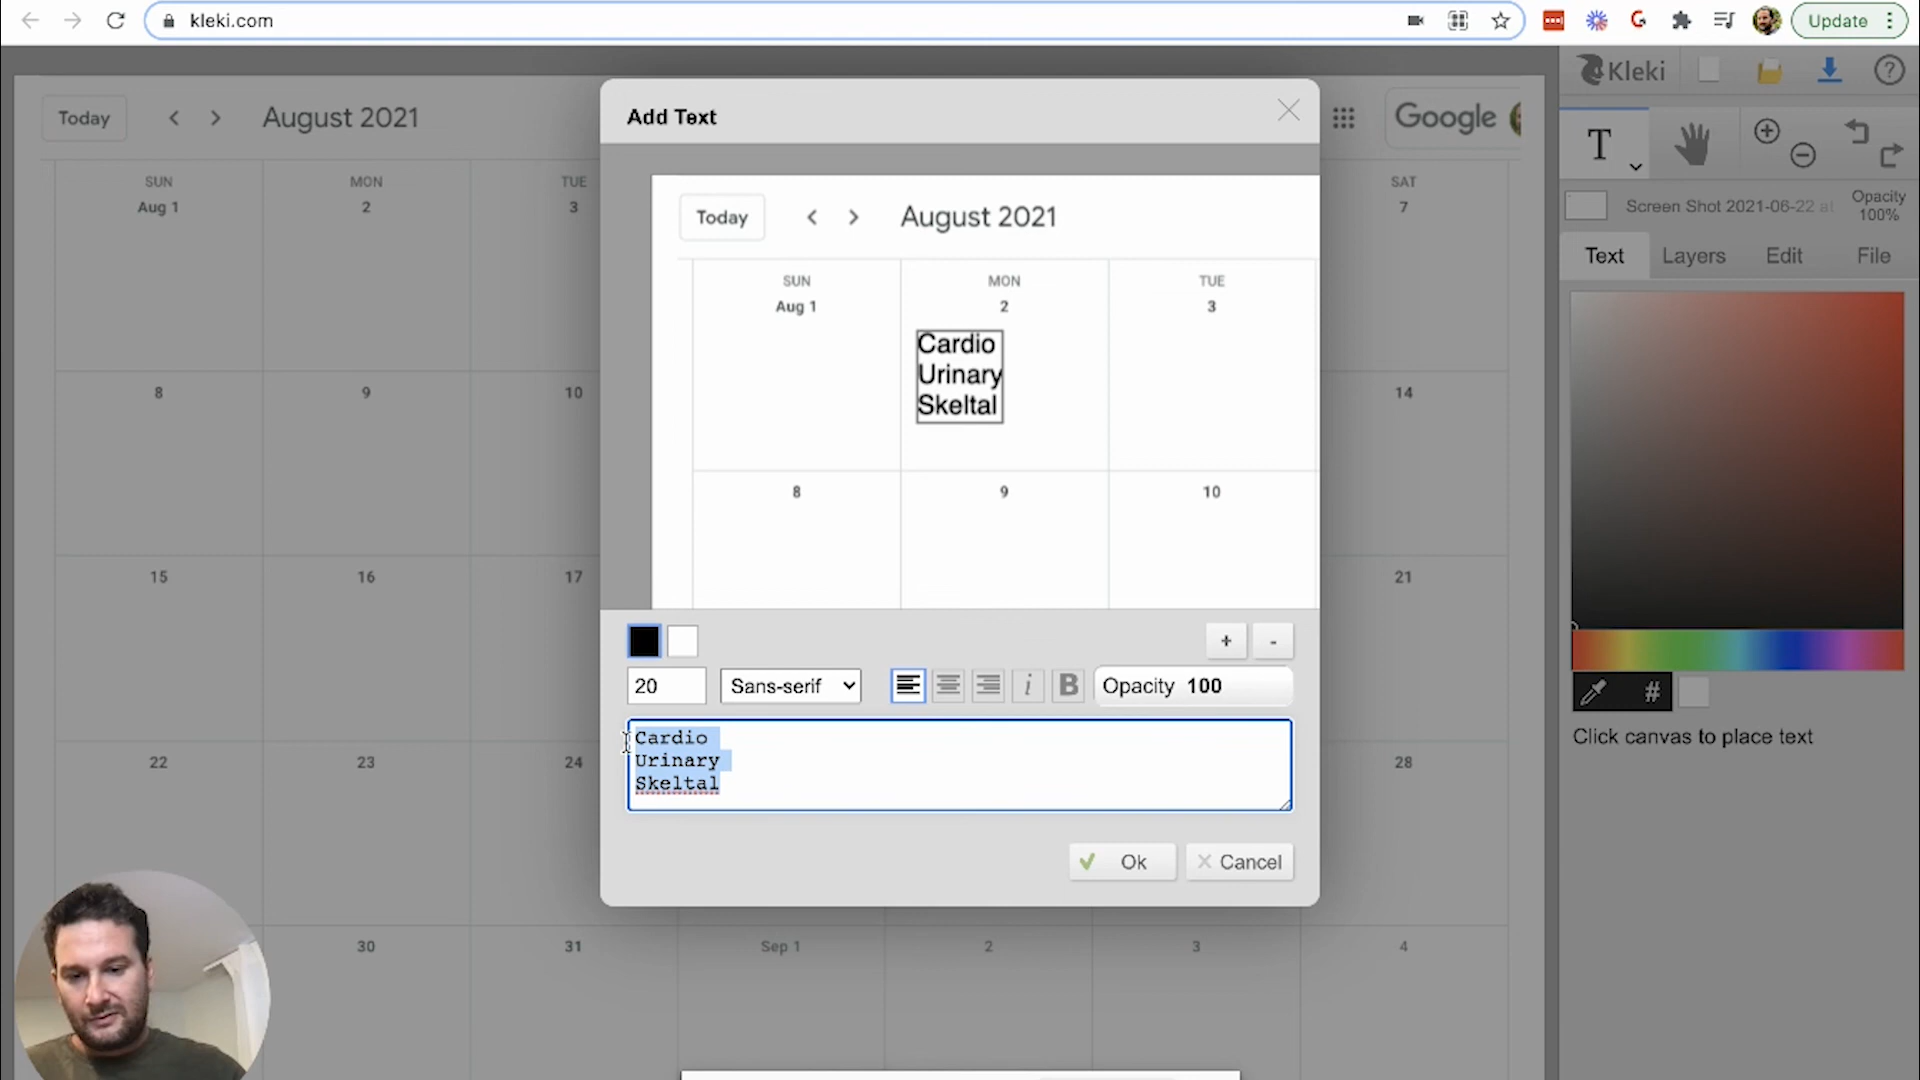 kleki.com
Update
Today
August 2021
Google
SUN
MON
TUE
SAT
Aug 1
2
3
7
8
9
10
14
15
16
17
21
22
23
24
28
30
31
Sep 1
2
3
4
Add Text
Today
August 2021
SUN
MON
TUE
Aug 1
2
3
Cardio
Urinary
Skeltal
8
9
10
+
-
20
Sans-serif
i
B
Opacity 100
Cardio
Urinary
Skeltal
Ok
Cancel
Kleki
?
T
Screen Shot 2021-06-22 at
Opacity
100%
Text
Layers
Edit
File
#
Click canvas to place text